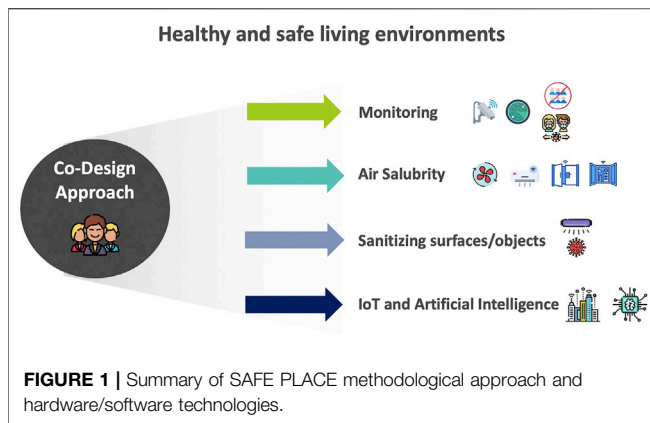 Healthy and safe living environments
Co-Design
Approach
Monitoring
Air Salubrity
Sanitizing surfaces/objects
IoT and Artificial Intelligence
FIGURE 1 | Summary of SAFE PLACE methodological approach and
hardware/software technologies.